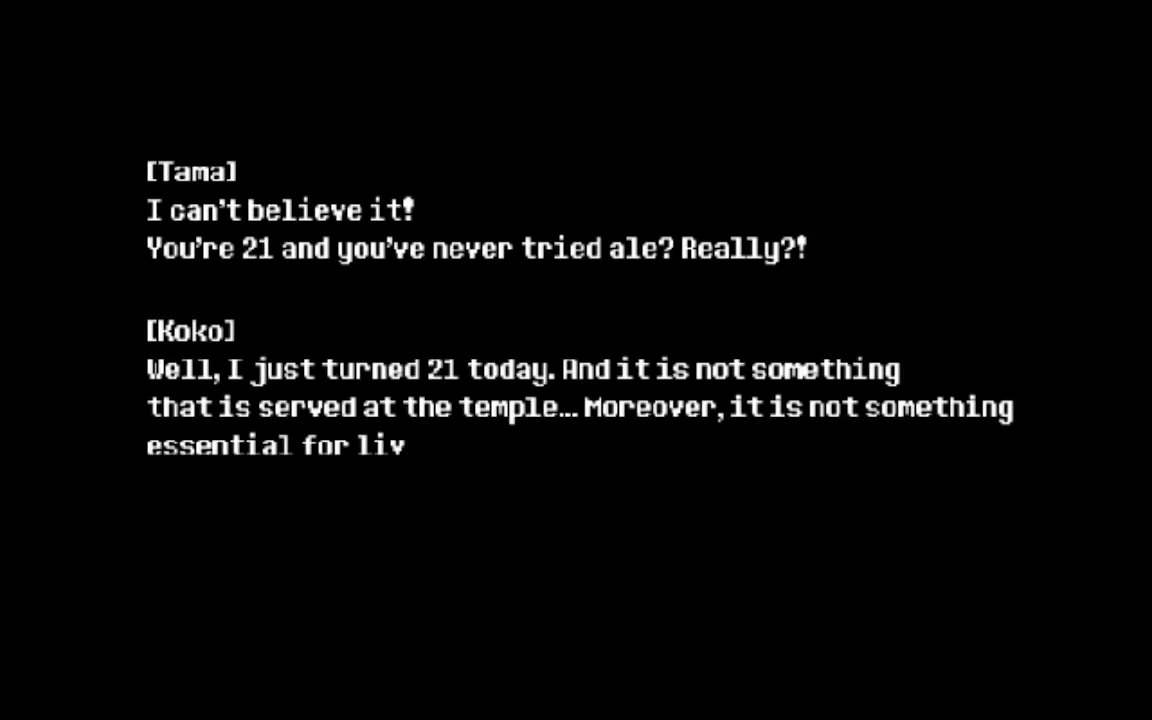 [Tama]
I can't believe it!
You're 21 and you've never tried ale? Really?!
[Koko]
Well, I just turned 21 today. And it is not something
that is served at the temple... Moreover, it is not something
essential for liv